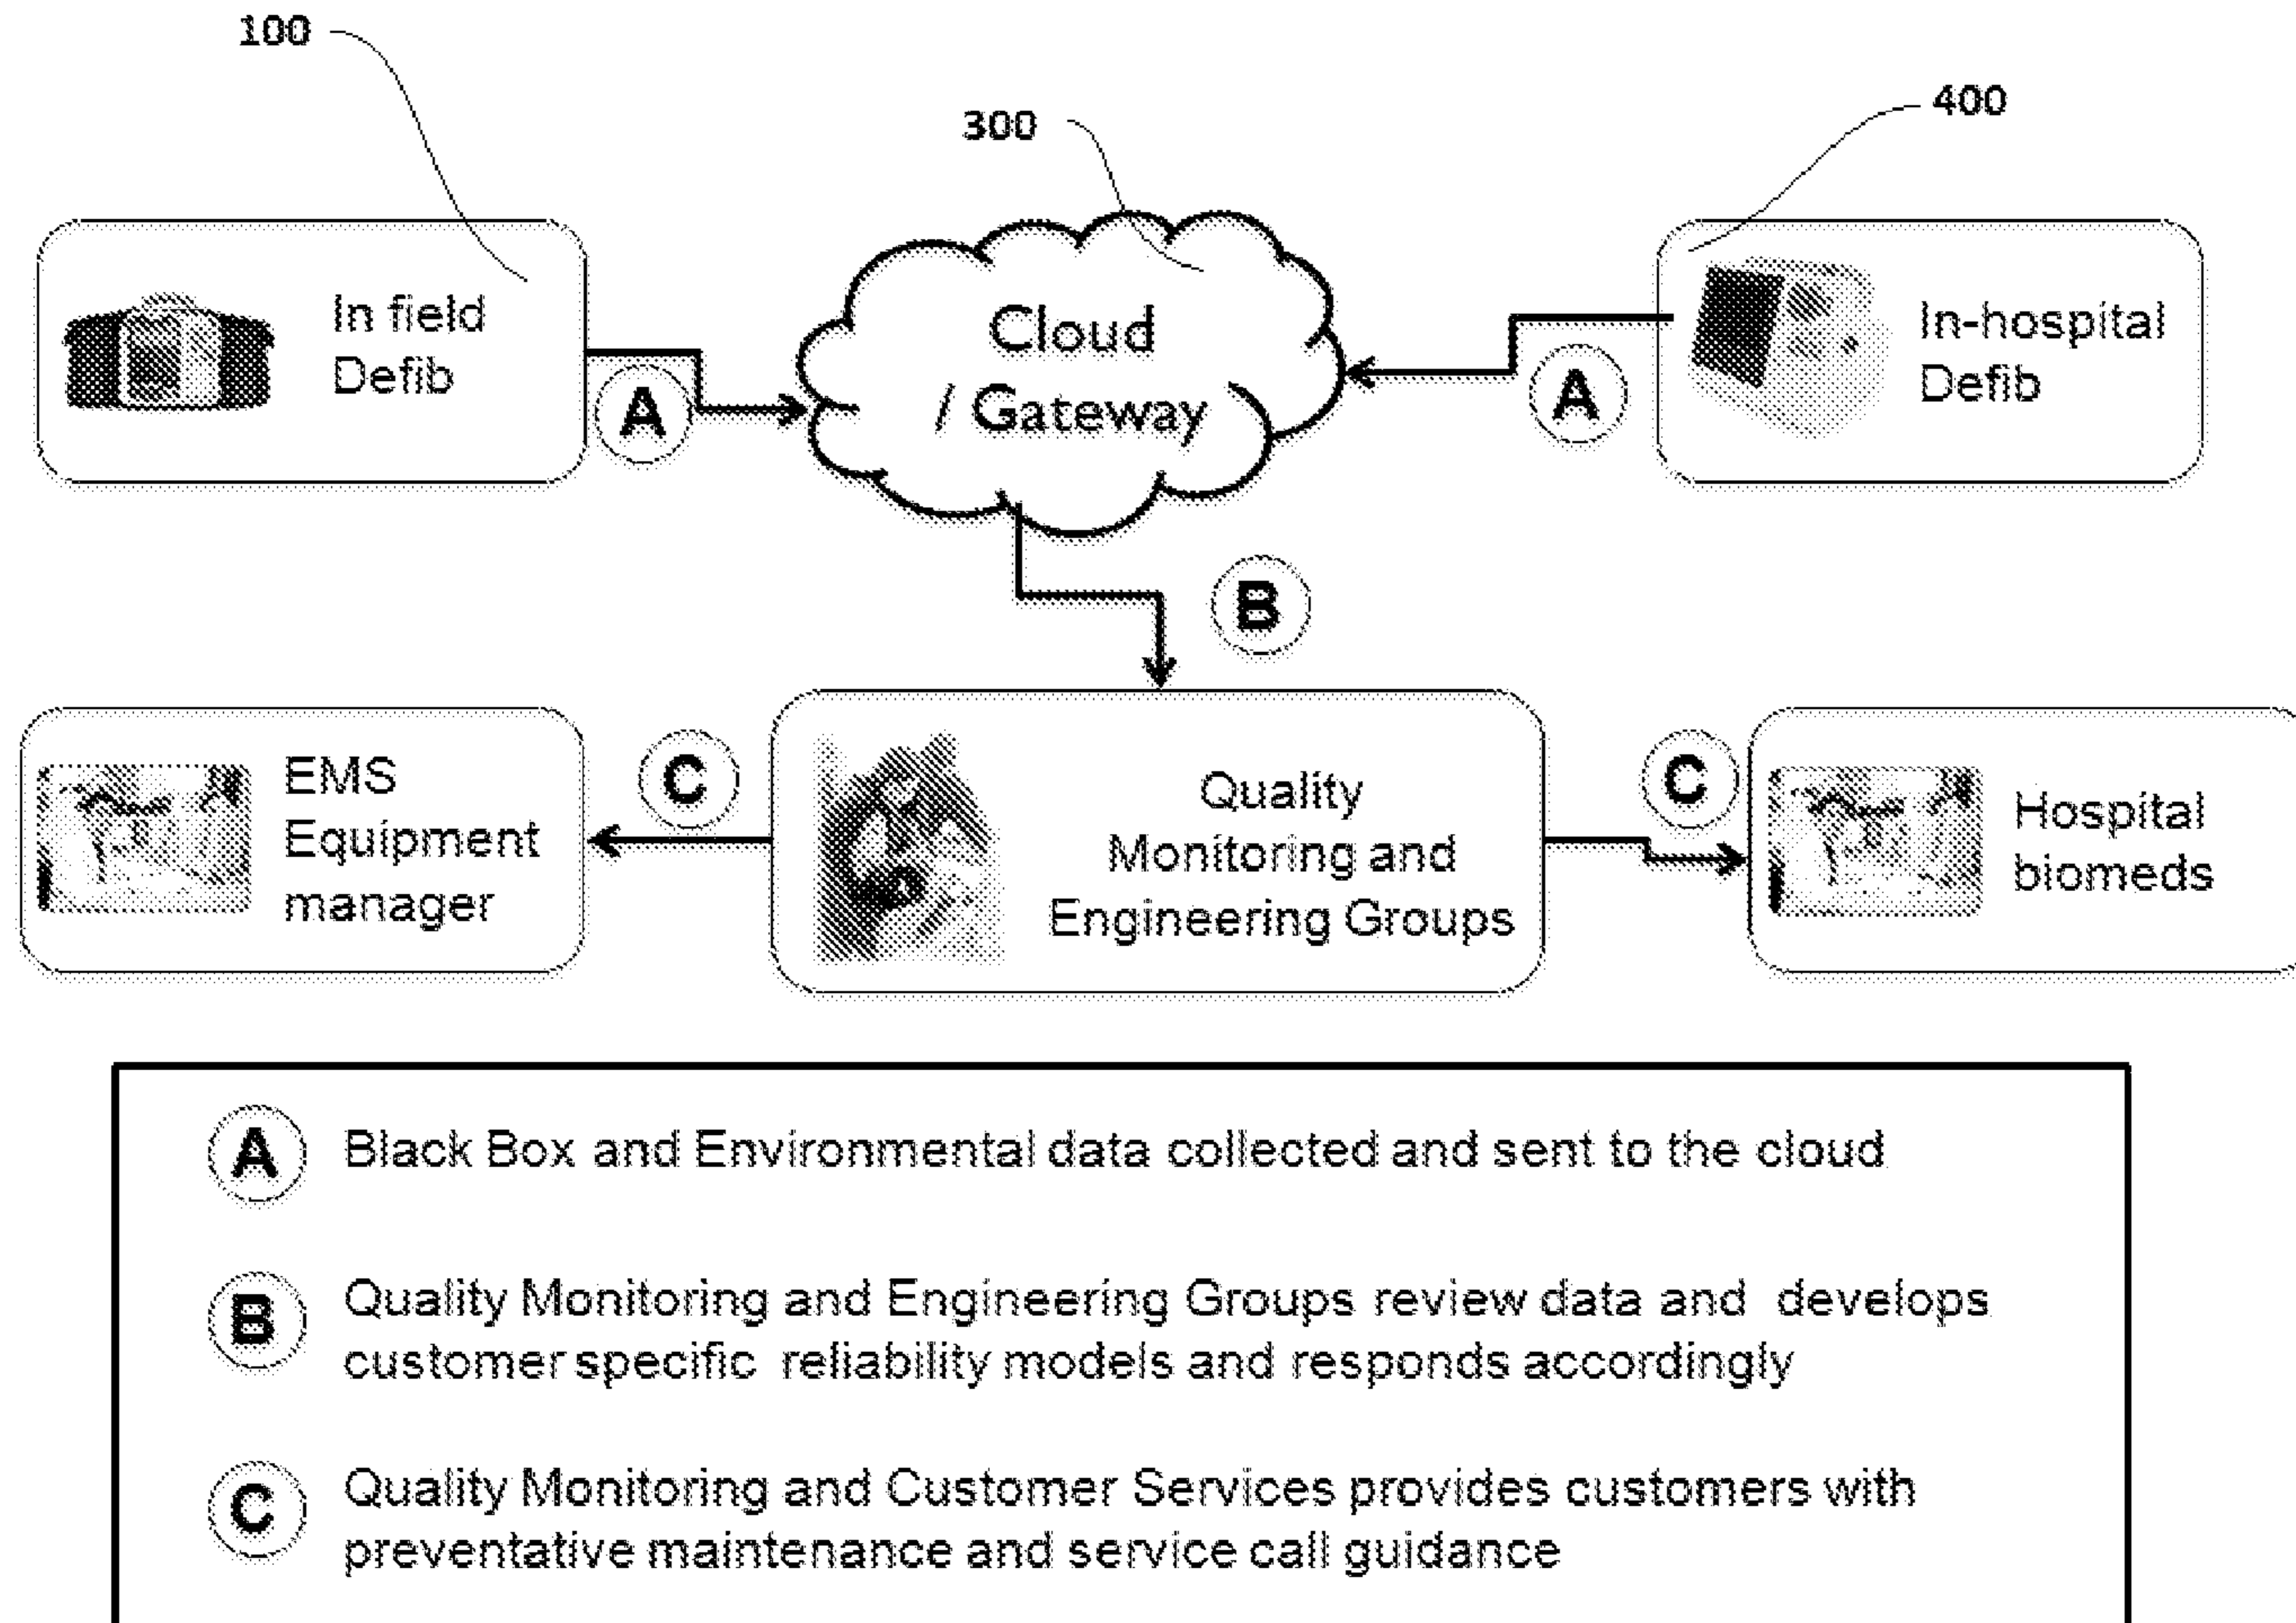 100
300
400
In field
Defib
A
Cloud
/ Gateway
A
In-hospital
Defib
B
EMS
Equipment
manager
C
Quality
Monitoring and
Engineering Groups
C
Hospital
biomeds
A Black Box and Environmental data collected and sent to the cloud
B Quality Monitoring and Engineering Groups review data and develops
customer specific reliability models and responds accordingly
C Quality Monitoring and Customer Services provides customers with
preventative maintenance and service call guidance